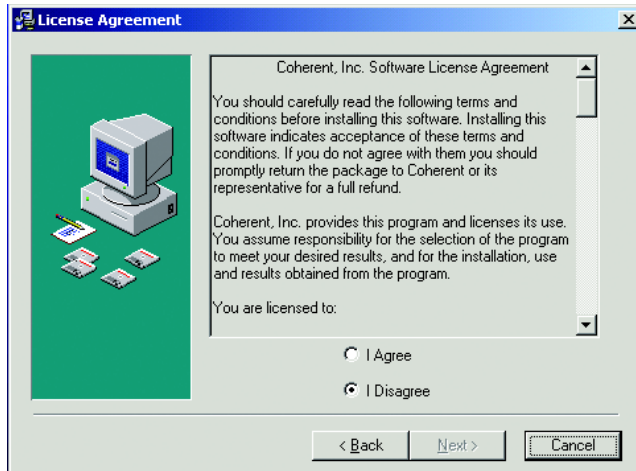 License Agreement
Coherent, Inc. Software License Agreement
You should carefully read the following terms and
conditions before installing this software. Installing this
software indicates acceptance of these terms and
conditions. If you do not agree with them you should
promptly return the package to Coherent or its
representative for a full refund.
Coherent, Inc. provides this program and licenses its use.
You assume responsibility for the selection of the program
to meet your desired results, and for the installation, use
and results obtained from the program.
You are licensed to:
I Agree
I Disagree
< Back Next > Cancel